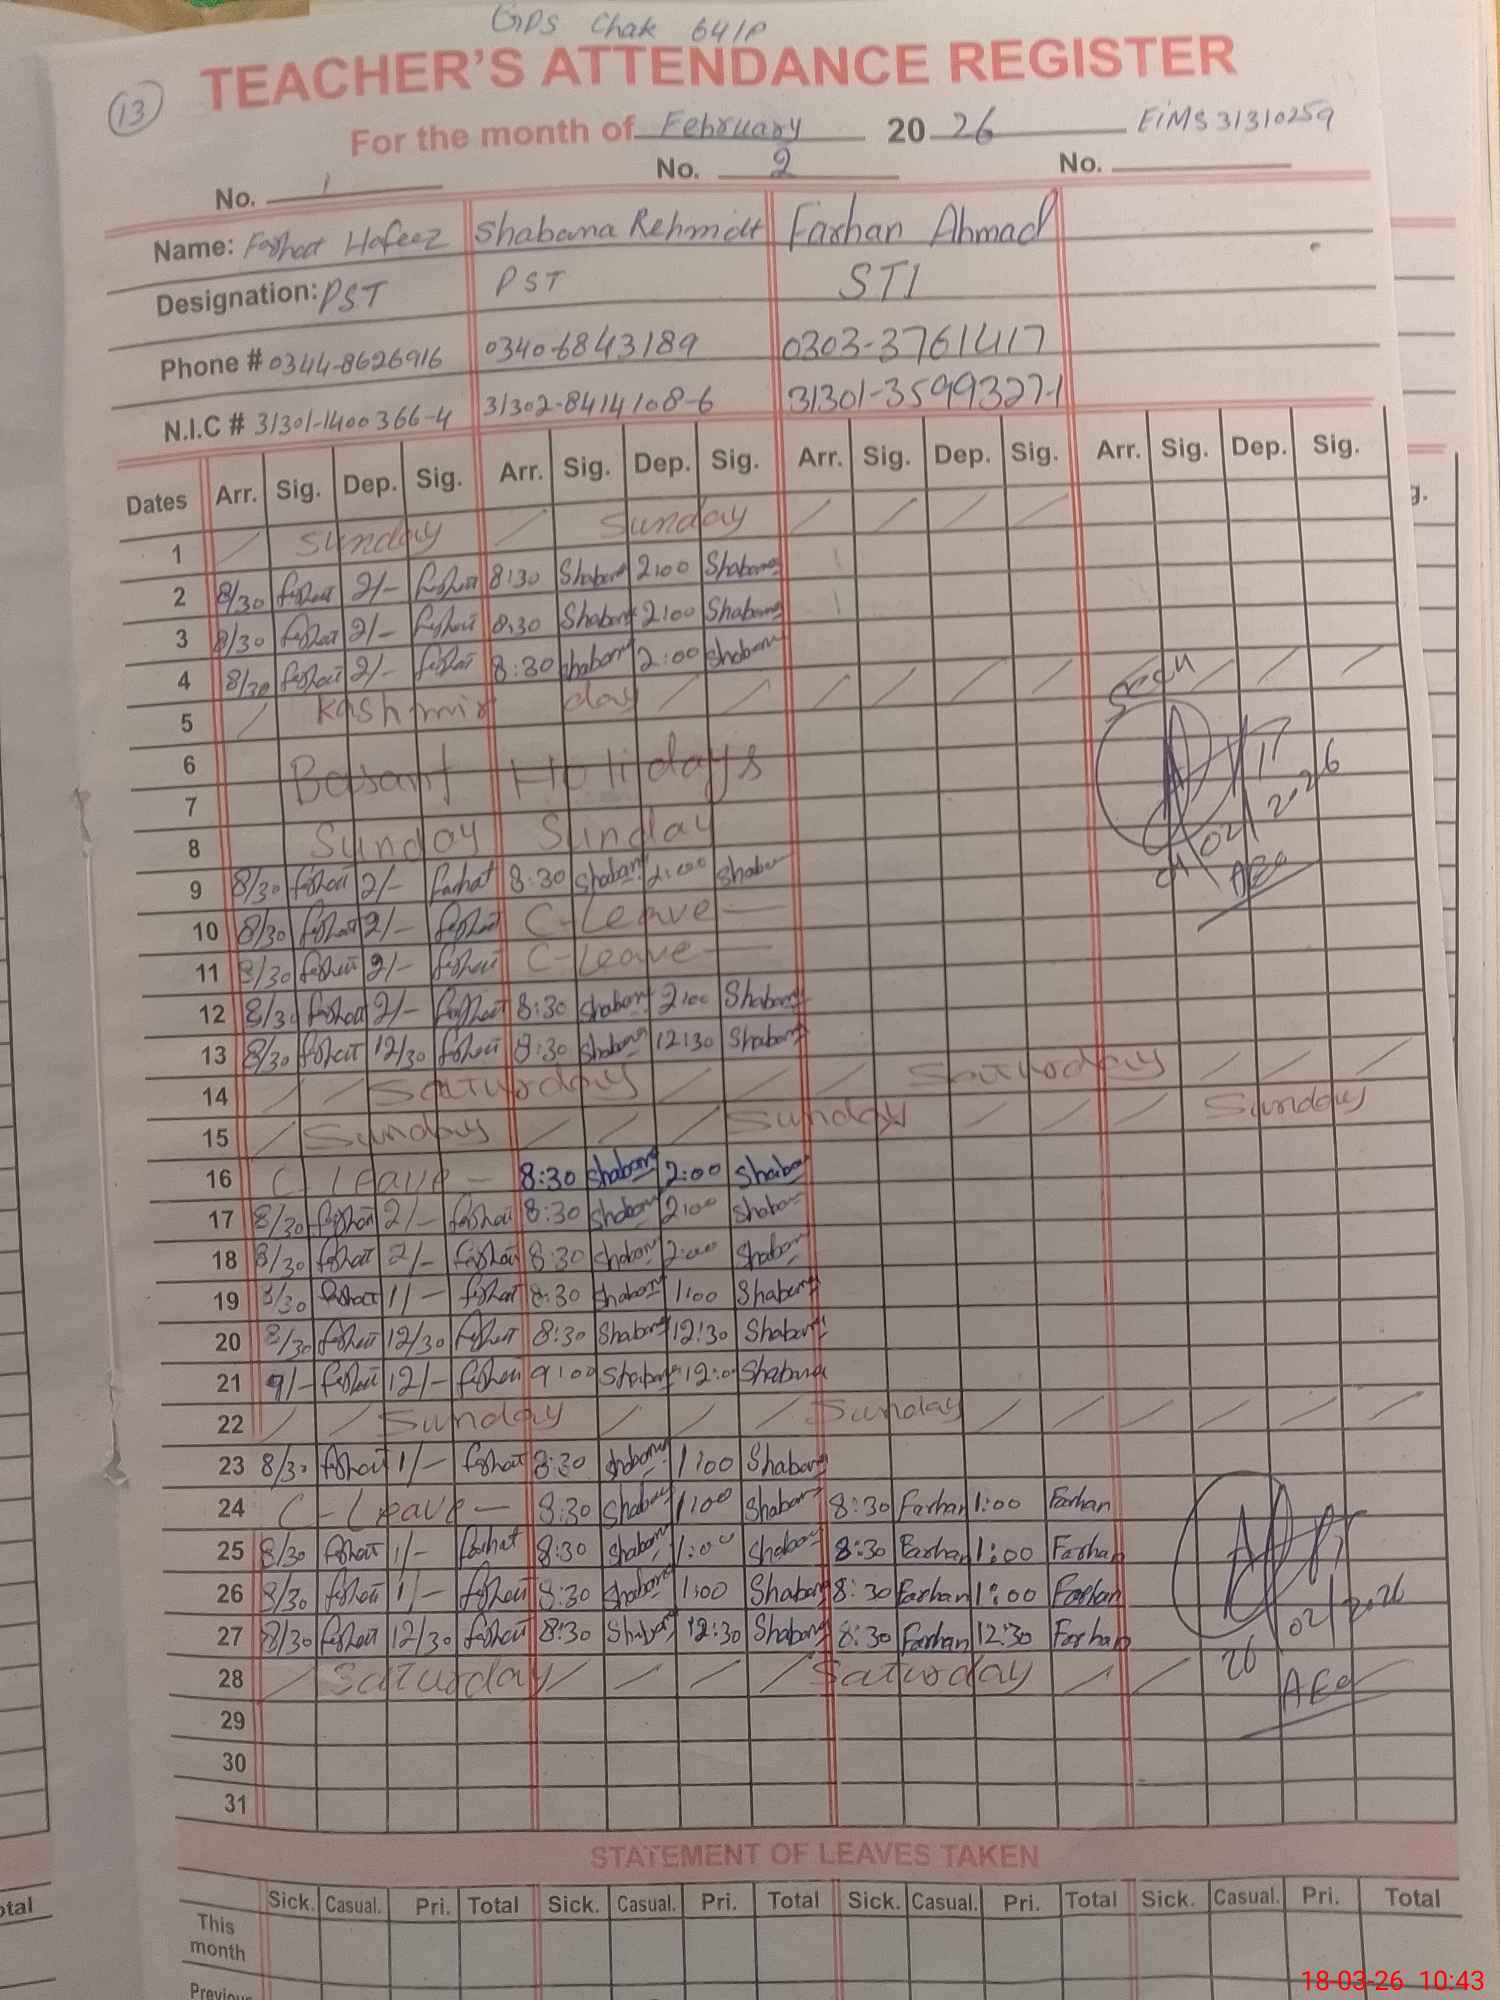 GPS Chak 641P
TEACHER'S ATTENDANCE REGISTER
13
For the month of February 2026 EiMS 31310259
No. 1 No. 2 No.
Name: Farhat Hafeez Shabana Rehmat Farhan Ahmad
Designation: PST PST STI
Phone # 0344-8626916 0340-6843189 0303-3761417
N.I.C # 31301-1400366-4 31302-8414108-6 31301-3599327-1
Dates Arr. Sig. Dep. Sig. Arr. Sig. Dep. Sig. Arr. Sig. Dep. Sig. Arr. Sig. Dep. Sig.
1 / Sunday / Sunday / / / /
2 8/30 Farhat 2/- Farhat 8:30 Shabana 2:00 Shabana
3 8/30 Farhat 2/- Farhat 8:30 Shabana 2:00 Shabana
4 8/30 Farhat 2/- Farhat 8:30 Shabana 2:00 Shabana
5 / Kashmir day / / / / / / / / /
6
Basant Holidays
7
8 Sunday Sunday
9 8/30 Farhat 2/- Farhat 8:30 Shabana 2:00 Shabana
10 8/30 Farhat 2/- Farhat C-Leave —
11 8/30 Farhat 2/- Farhat C-Leave —
12 8/30 Farhat 2/- Farhat 8:30 Shabana 2:00 Shabana
13 8/30 Farhat 12/30 Farhat 8:30 Shabana 12:30 Shabana
14 / / Saturday / / / Saturday / / /
15 / Sunday / / / Sunday / / / Sunday
16 C-Leave — 8:30 Shabana 2:00 Shabana
17 8/30 Farhat 2/- Farhat 8:30 Shabana 2:00 Shabana
18 8/30 Farhat 2/- Farhat 8:30 Shabana 2:00 Shabana
19 8/30 Farhat 1/- Farhat 8:30 Shabana 1:00 Shabana
20 8/30 Farhat 12/30 Farhat 8:30 Shabana 12:30 Shabana
21 9/- Farhat 12/- Farhat 9:00 Shabana 12:0 Shabana
22 / / Sunday / / / Sunday / / / / /
23 8/30 Farhat 1/- Farhat 8:30 Shabana 1:00 Shabana
24 C-Leave — 8:30 Shabana 1:00 Shabana 8:30 Farhan 1:00 Farhan
25 8/30 Farhat 1/- Farhat 8:30 Shabana 1:00 Shabana 8:30 Farhan 1:00 Farhan
26 8/30 Farhat 1/- Farhat 8:30 Shabana 1:00 Shabana 8:30 Farhan 1:00 Farhan
27 8/30 Farhat 12/30 Farhat 8:30 Shabana 12:30 Shabana 8:30 Farhan 12:30 Farhan
28 / Saturday / / / / Saturday / / /
29
30
31
Seen
02/2026
AEO
26/02/2026
AEO
STATEMENT OF LEAVES TAKEN
Sick. Casual. Pri. Total Sick. Casual. Pri. Total Sick. Casual. Pri. Total Sick. Casual. Pri. Total
This month
18-03-26 10:43